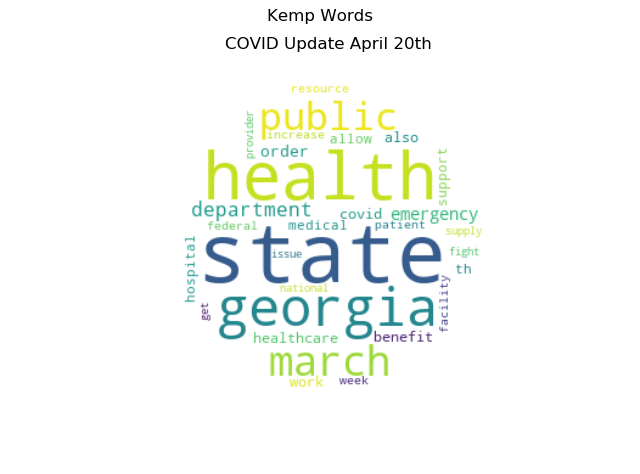 Kemp Words
COVID Update April 20th
resource
public
provider
increase
allow
also
order
health
support
department
covid
emergency
federal
medical
patient
supply
state
issue
fight
th
hospital
national
georgia
get
facility
healthcare
benefit
march
work
week